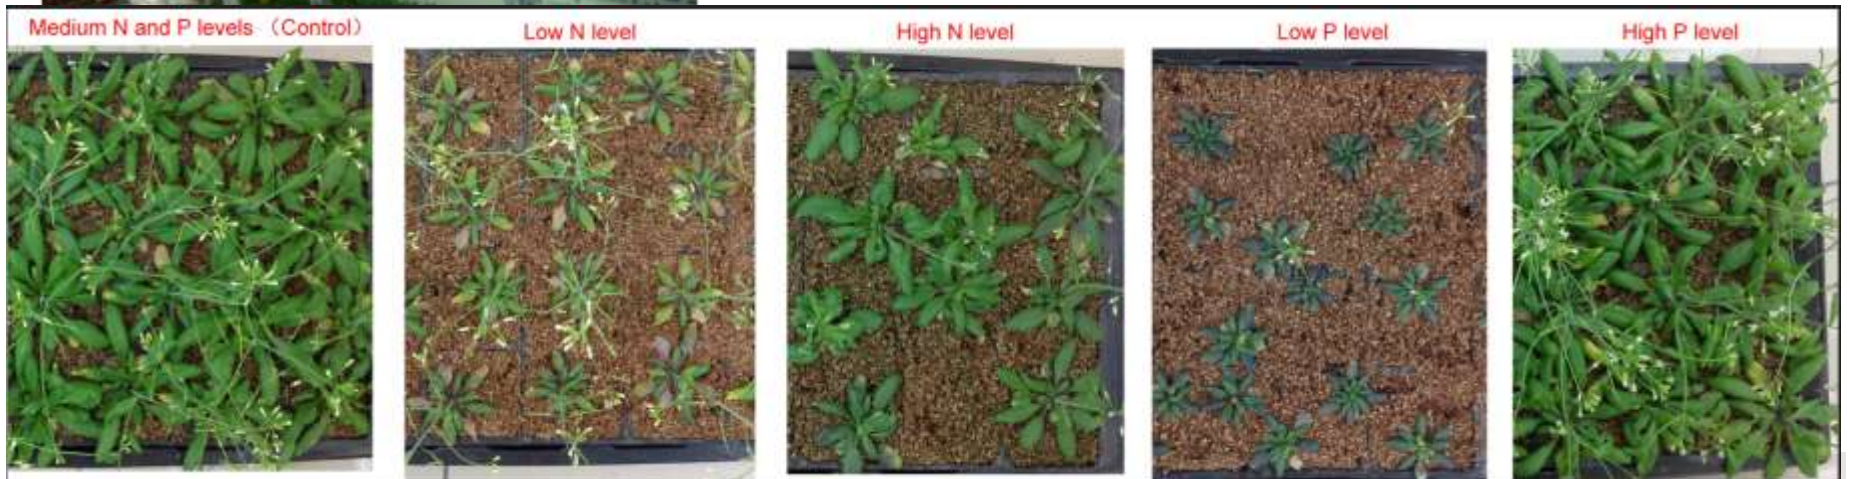 Medium N and P levels （Control）
Low N level
High N level
Low P level
High P level